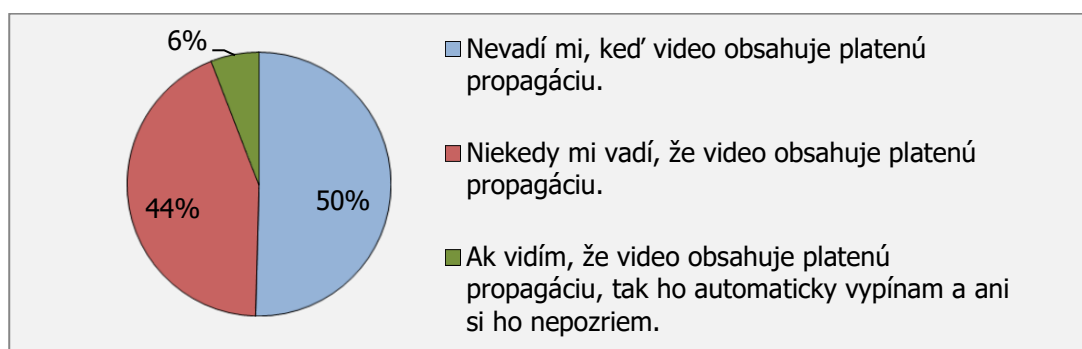 6%
44%
50%
Nevadí mi, keď video obsahuje platenú
propagáciu.
Niekedy mi vadí, že video obsahuje platenú
propagáciu.
Ak vidím, že video obsahuje platenú
propagáciu, tak ho automaticky vypínam a ani
si ho nepozriem.